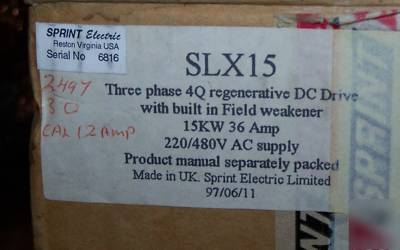 SPRINT Electric
Reston Virginia USA
Serial No 6816
2497
30
CAL 12 AMP
SLX15
Three phase 4Q regenerative DC Drive
with built in Field weakener
15KW 36 Amp
220/480V AC supply
Product manual separately packed
Made in UK. Sprint Electric Limited
97/06/11
SPRINT
SPRINT